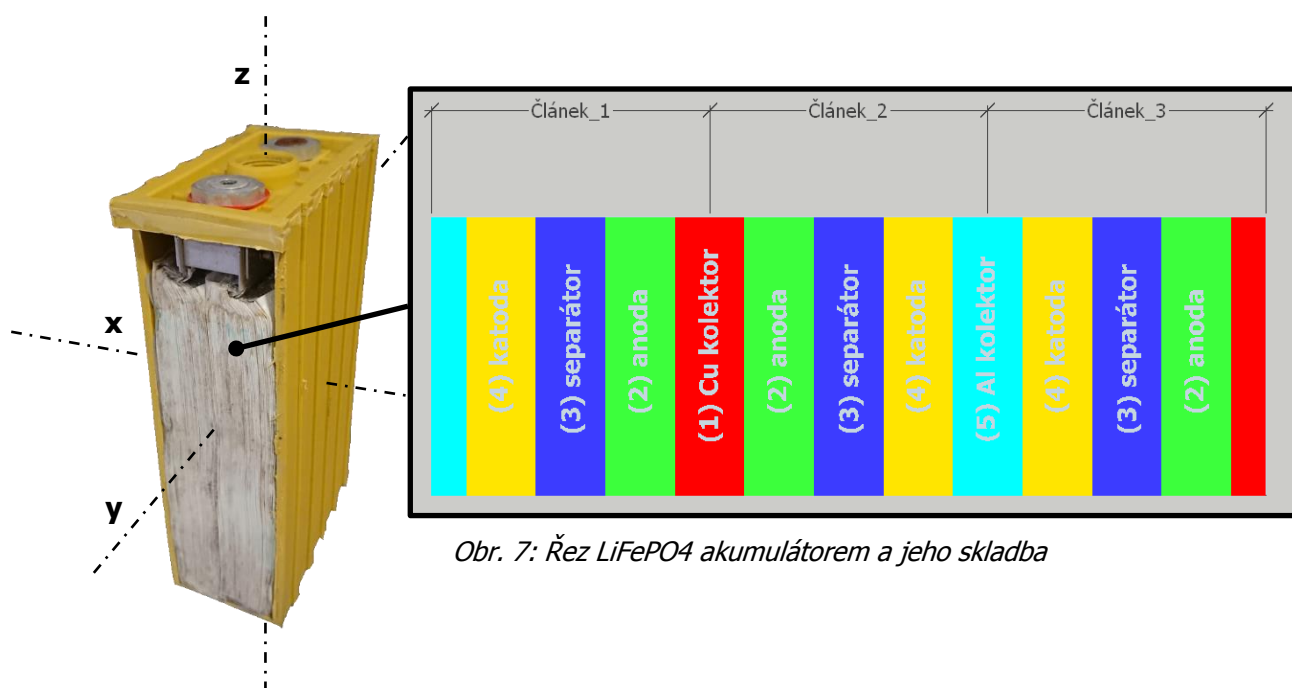 z
x
y
Článek_1
Článek_2
Článek_3
(4) katoda
(3) separátor
(2) anoda
(1) Cu kolektor
(2) anoda
(3) separátor
(4) katoda
(5) Al kolektor
(4) katoda
(3) separátor
(2) anoda
Obr. 7: Řez LiFePO4 akumulátorem a jeho skladba